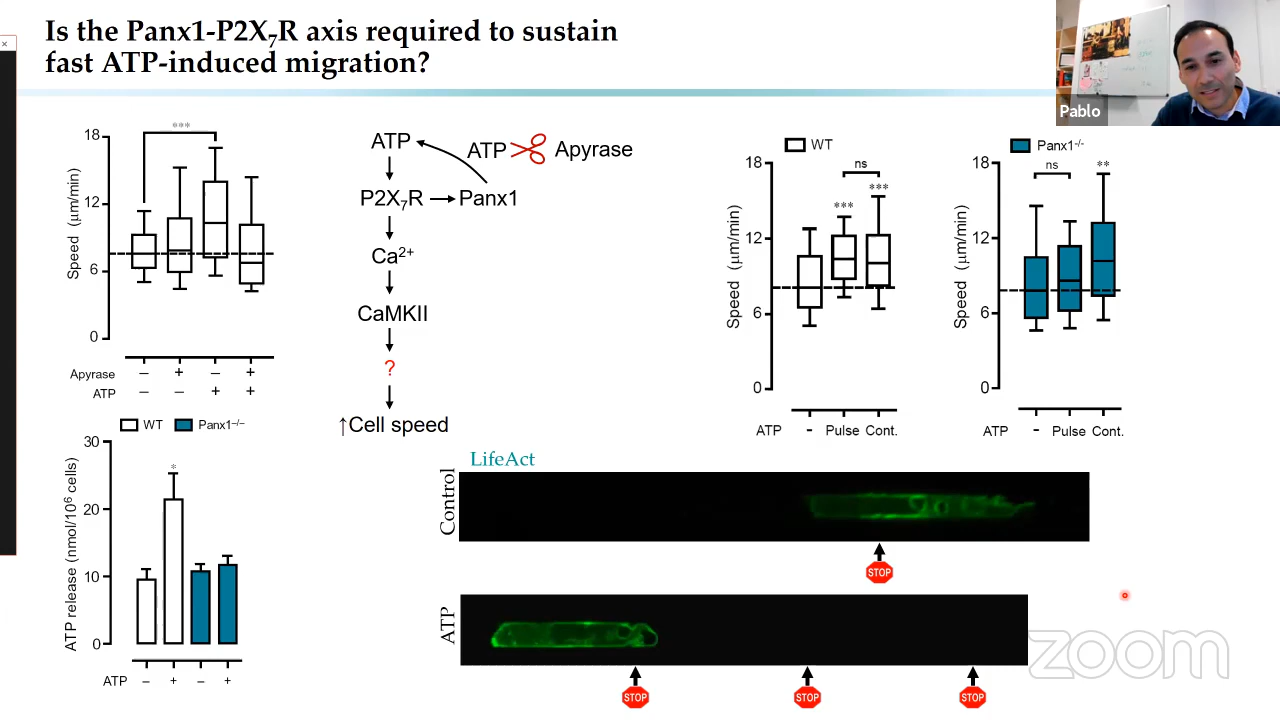 Is the Panx1-P2X7R axis required to sustain
fast ATP-induced migration?
Pablo
Speed (μm/min)
18
12
6
0
***
Apyrase – + – +
ATP – – + +
ATP
ATP Apyrase
P2X7R Panx1
Ca2+
CaMKII
?
↑Cell speed
WT
Speed (μm/min)
18
12
6
0
ns
***
***
ATP - Pulse Cont.
Panx1-/-
Speed (μm/min)
18
12
6
0
ns
**
ATP - Pulse Cont.
WT Panx1–/–
ATP release (nmol/106 cells)
30
20
10
0
*
ATP – + – +
LifeAct
Control
STOP
ATP
STOP
STOP
STOP
zoom